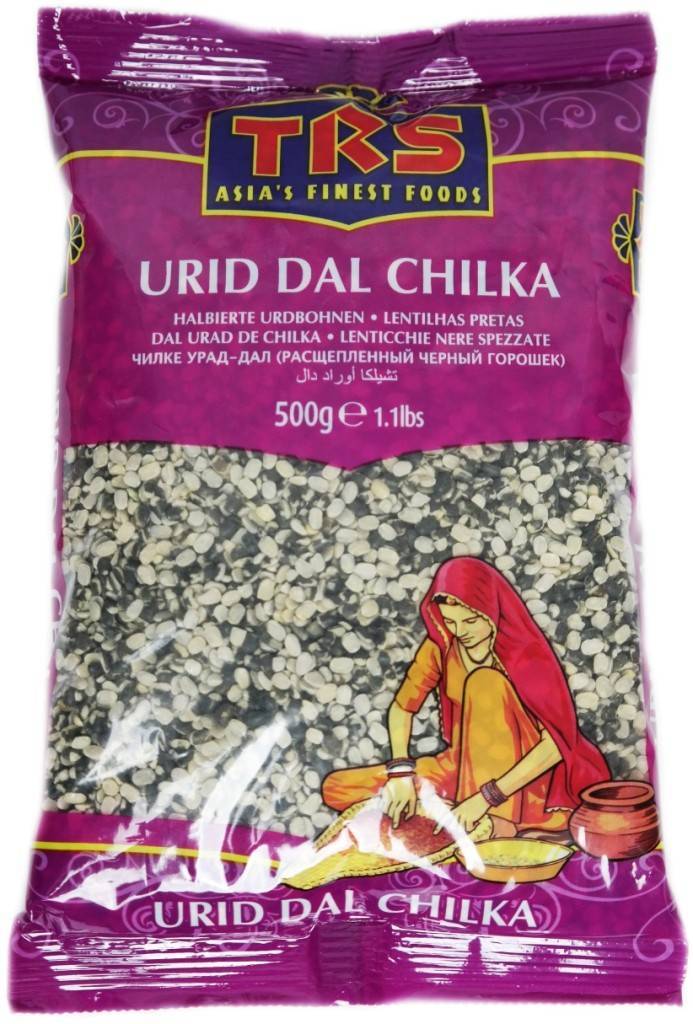 TRS
ASIA'S FINEST FOODS
URID DAL CHILKA
HALBIERTE URDBOHNEN • LENTILHAS PRETAS
DAL URAD DE CHILKA • LENTICCHIE NERE SPEZZATE
ЧИЛКЕ УРАД-ДАЛ (РАСЩЕПЛЕННЫЙ ЧЕРНЫЙ ГОРОШЕК)
تشيلكا أوراد دال
500g ℮ 1.1lbs
URID DAL CHILKA